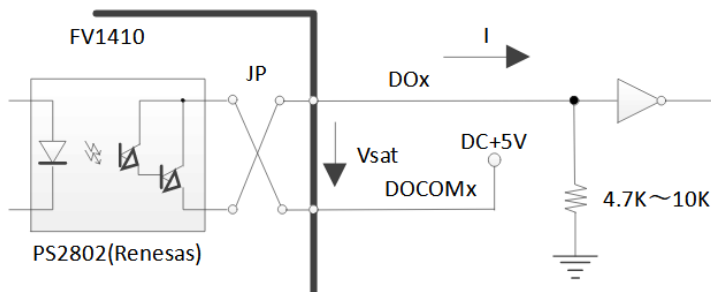 FV1410
I
JP
DOx
Vsat
DC+5V
DOCOMx
4.7K～10K
PS2802(Renesas)